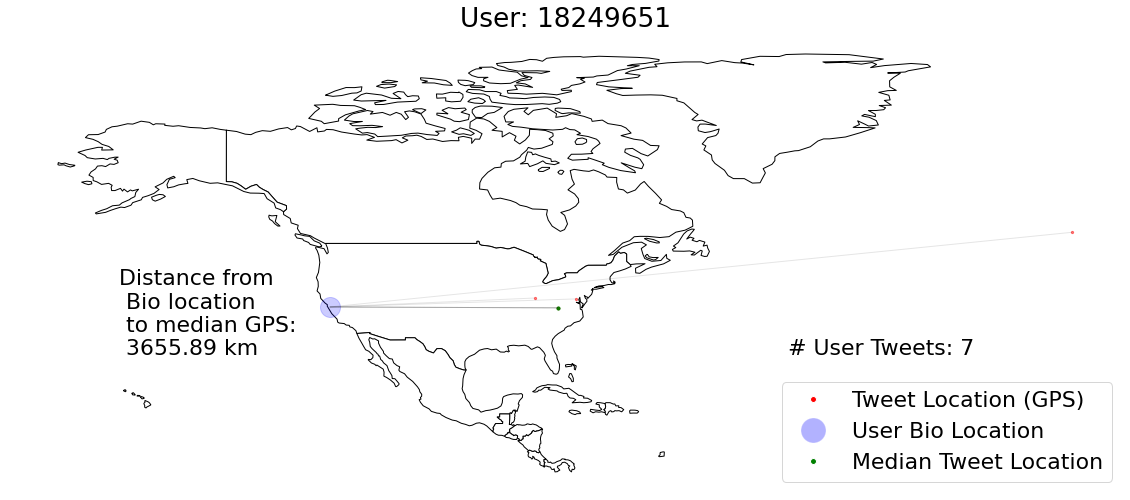 User: 18249651
Distance from
Bio location
to median GPS:
3655.89 km
# User Tweets: 7
Tweet Location (GPS)
User Bio Location
Median Tweet Location